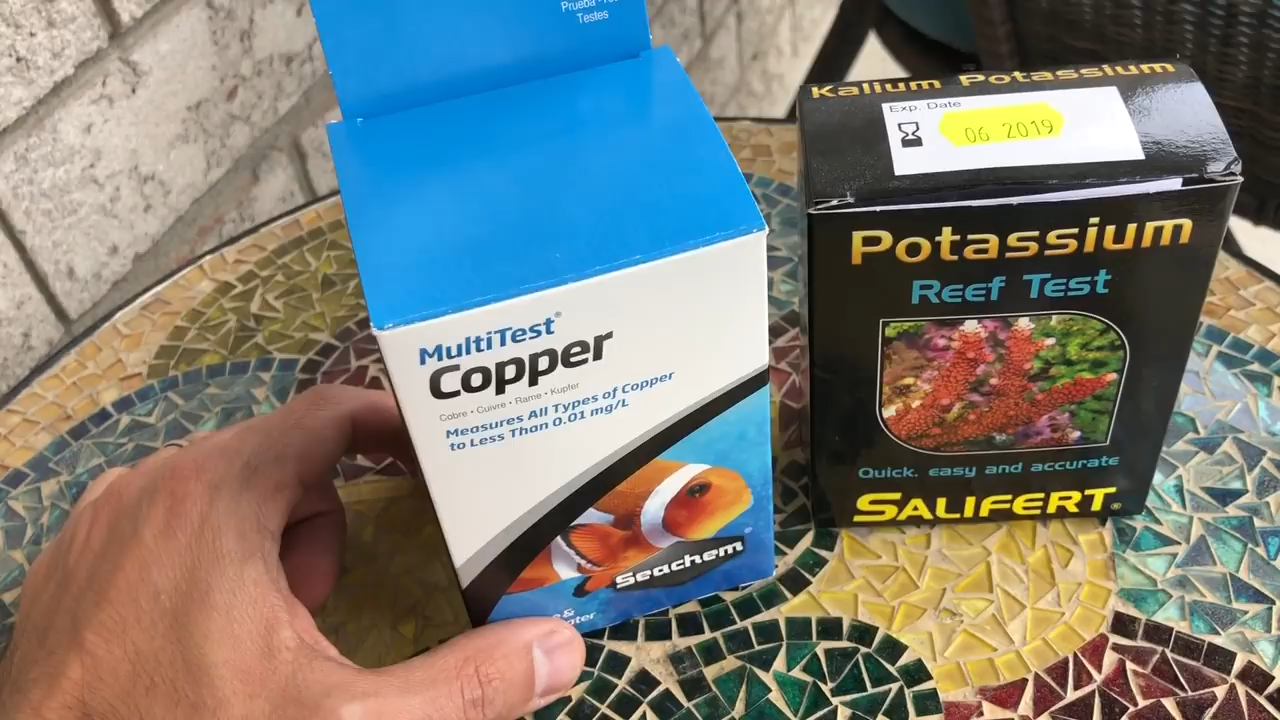 Prueba
Testes
MultiTest®
Copper
Cobre • Cuivre • Rame • Kupfer
Measures All Types of Copper
to Less Than 0.01 mg/L
Seachem®
&
Kalium Potassium
Exp. Date
06 2019
Potassium
Reef Test
Quick, easy and accurate
SALIFERT®